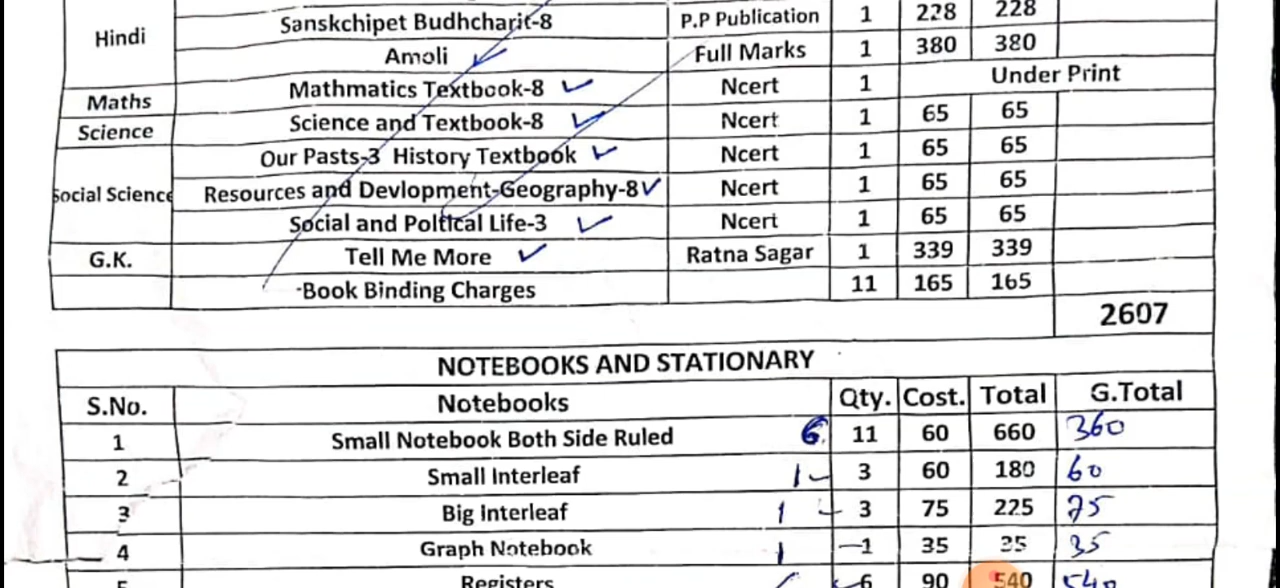 Hindi
Sanskchipet Budhcharit-8 P.P Publication 1 228 228
Amoli Full Marks 1 380 380
Maths Mathmatics Textbook-8 Ncert 1 Under Print
Science Science and Textbook-8 Ncert 1 65 65
Our Pasts-3 History Textbook Ncert 1 65 65
Social Science Resources and Devlopment-Geography-8 Ncert 1 65 65
Social and Poltical Life-3 Ncert 1 65 65
G.K. Tell Me More Ratna Sagar 1 339 339
Book Binding Charges 11 165 165
2607
NOTEBOOKS AND STATIONARY
S.No. Notebooks Qty. Cost. Total G.Total
1 Small Notebook Both Side Ruled 6 11 60 660 360
2 Small Interleaf 1 3 60 180 60
3 Big Interleaf 1 3 75 225 75
4 Graph Notebook 1 1 35 35 35
5 Registers 6 90 540 540